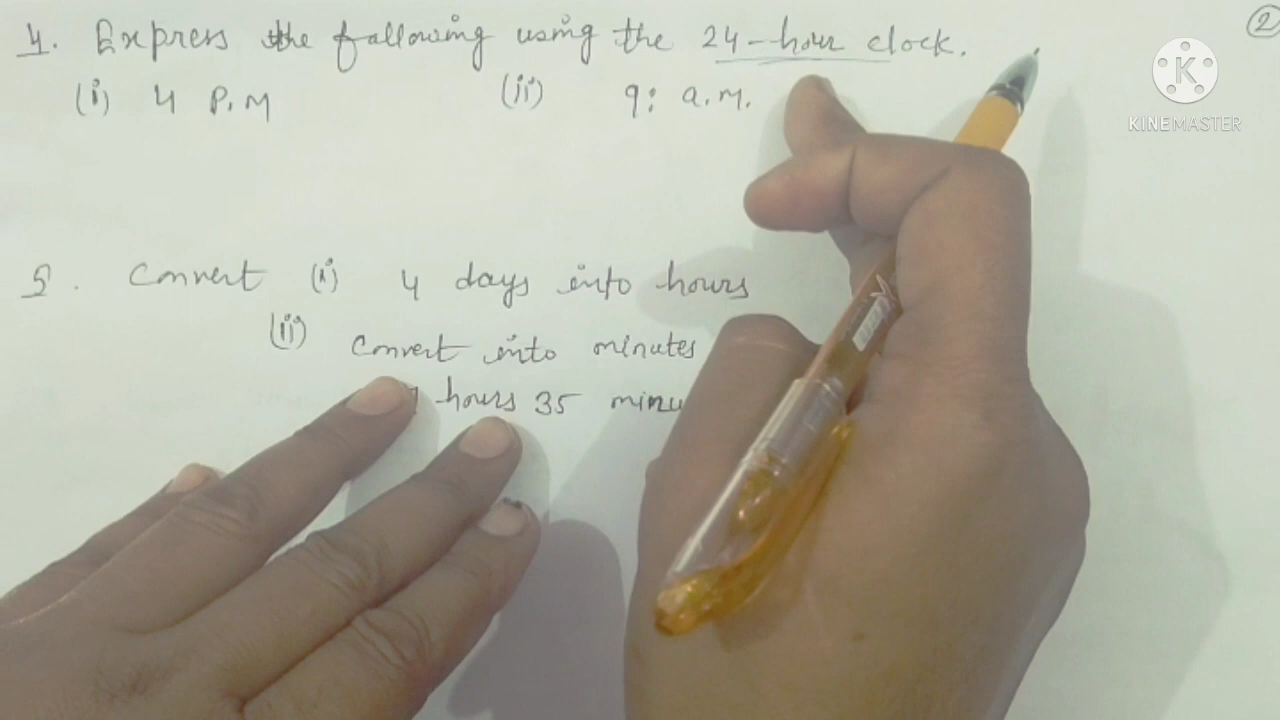 4. Express the following using the 24-hour clock.
(i) 4 P.M (ii) 9: a.m.
5. Convert (i) 4 days into hours
(ii) Convert into minutes
hours 35
2
K
KINEMASTER